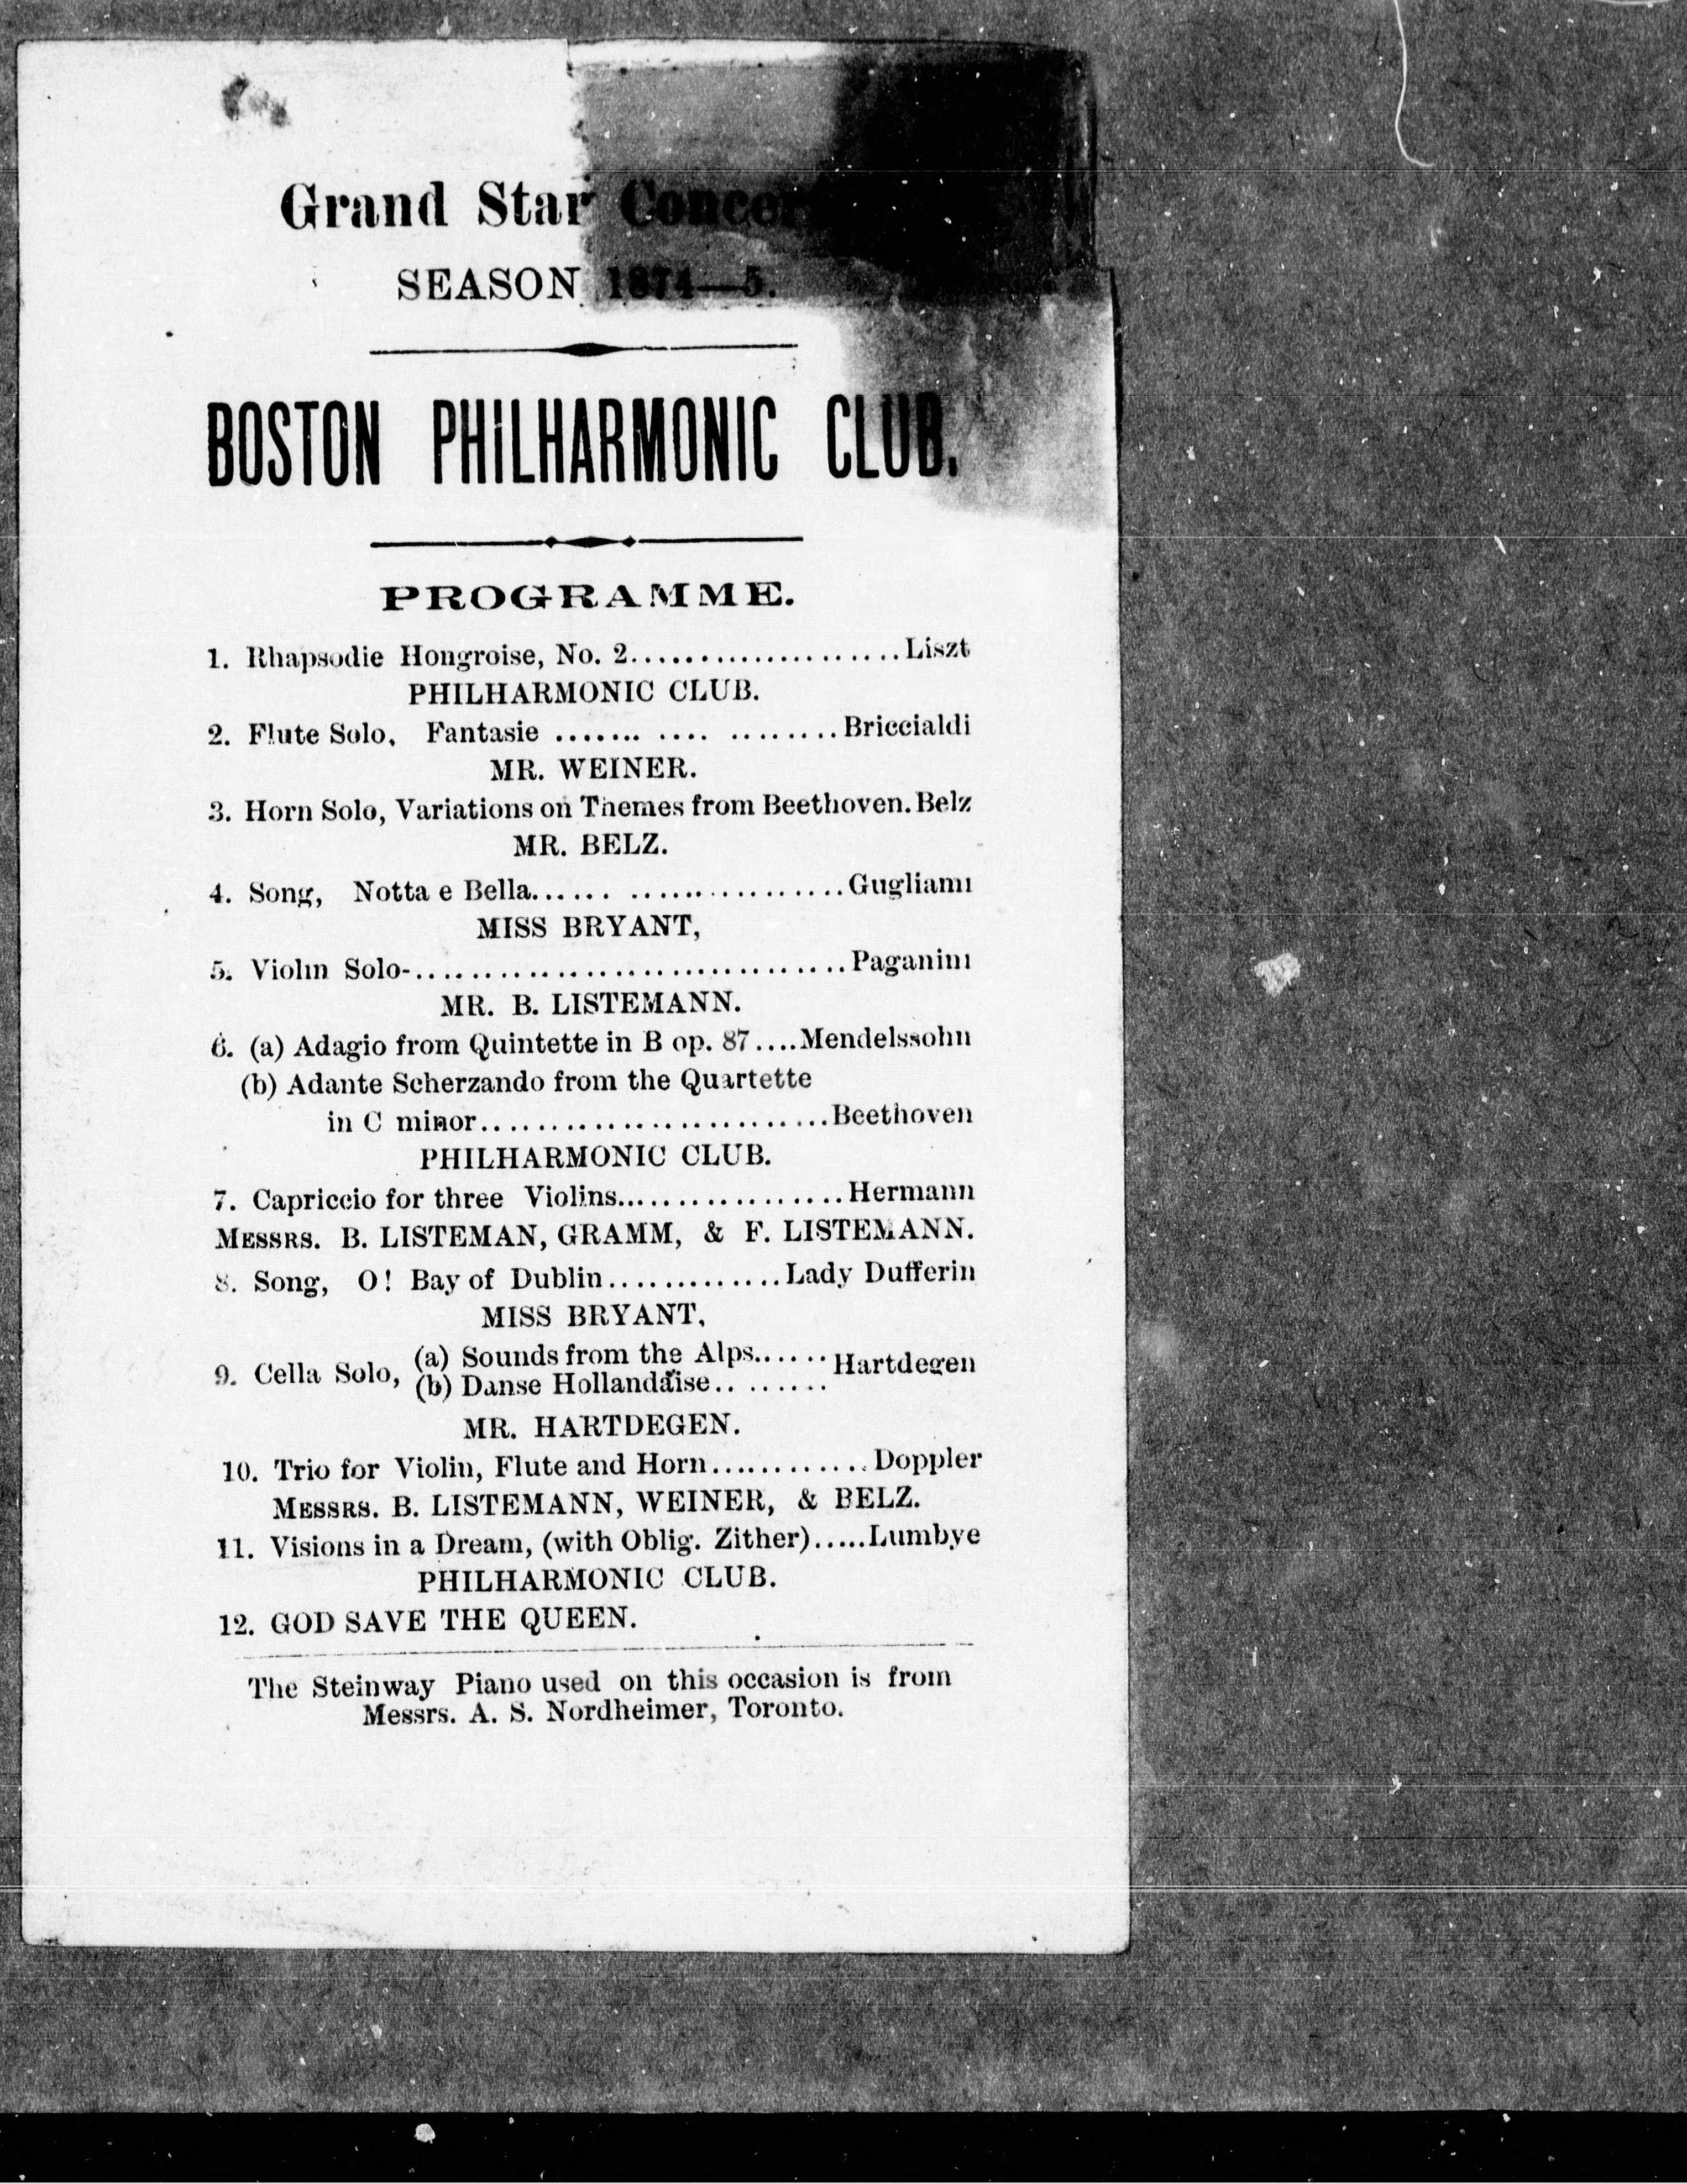 Grand Star Concer
SEASON 1874—5.
BOSTON PHILHARMONIC CLUB.
PROGRAMME.
1. Rhapsodie Hongroise, No. 2....................Liszt
PHILHARMONIC CLUB.
2. Flute Solo, Fantasie ....... .... ........Briccialdi
MR. WEINER.
3. Horn Solo, Variations on Themes from Beethoven.Belz
MR. BELZ.
4. Song, Notta e Bella...... ................Gugliami
MISS BRYANT,
5. Violin Solo-...............................Paganini
MR. B. LISTEMANN.
6. (a) Adagio from Quintette in B op. 87....Mendelssohn
(b) Adante Scherzando from the Quartette
in C minor.........................Beethoven
PHILHARMONIC CLUB.
7. Capriccio for three Violins.................Hermann
MESSRS. B. LISTEMAN, GRAMM, & F. LISTEMANN.
8. Song, O! Bay of Dublin.............Lady Dufferin
MISS BRYANT,
9. Cella Solo, (a) Sounds from the Alps...... Hartdegen
(b) Danse Hollandaise.. ........
MR. HARTDEGEN.
10. Trio for Violin, Flute and Horn............Doppler
MESSRS. B. LISTEMANN, WEINER, & BELZ.
11. Visions in a Dream, (with Oblig. Zither).....Lumbye
PHILHARMONIC CLUB.
12. GOD SAVE THE QUEEN.
The Steinway Piano used on this occasion is from
Messrs. A. S. Nordheimer, Toronto.